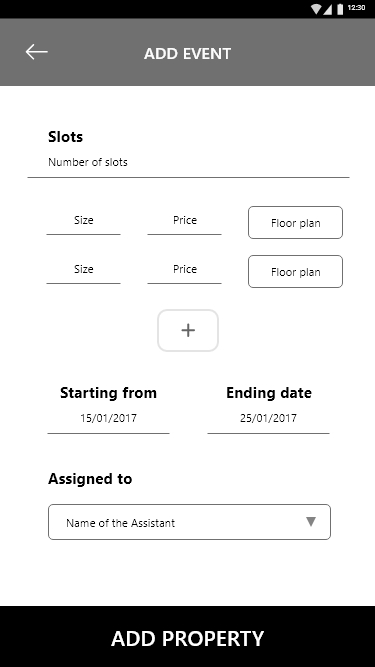 12:30
ADD EVENT
Slots
Number of slots
Size Price Floor plan
Size Price Floor plan
+
Starting from Ending date
15/01/2017 25/01/2017
Assigned to
Name of the Assistant
ADD PROPERTY